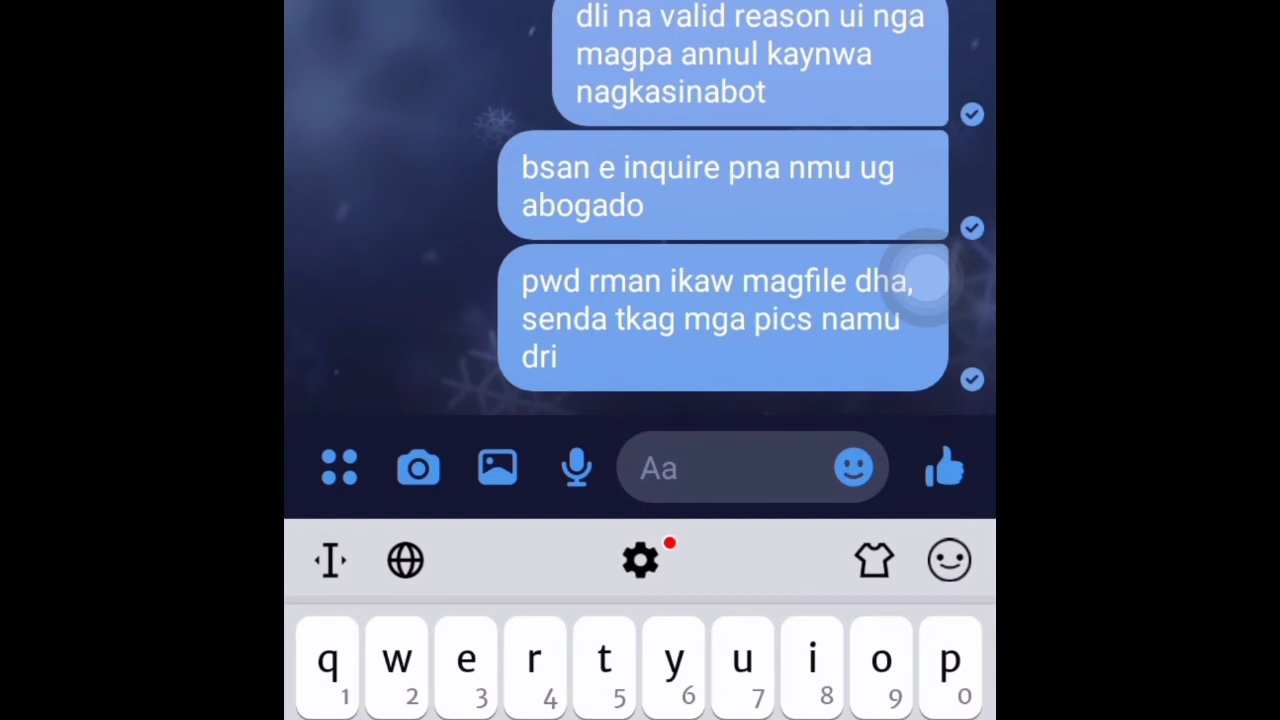 dli na valid reason ui nga
magpa annul kaynwa
nagkasinabot
bsan e inquire pna nmu ug
abogado
pwd rman ikaw magfile dha,
senda tkag mga pics namu
dri
Aa
q w e r t y u i o p
1 2 3 4 5 6 7 8 9 0